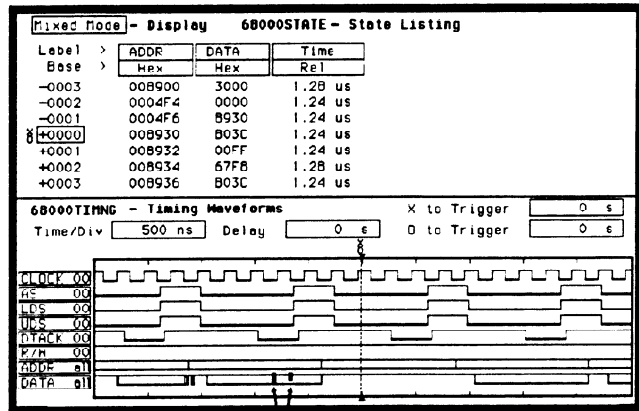 Mixed Mode - Display 68000STATE - State Listing
Label > ADDR DATA Time
Base > Hex Hex Rel
-0003 008900 3000 1.28 us
-0002 0004F4 0000 1.24 us
-0001 0004F6 8930 1.24 us
+0000 008930 B03C 1.24 us
+0001 008932 00FF 1.24 us
+0002 008934 67F8 1.28 us
+0003 008936 B03C 1.24 us
68000TIMNG - Timing Waveforms X to Trigger 0 s
Time/Div 500 ns Delay 0 s O to Trigger 0 s
CLOCK 00
AS 00
LDS 00
UDS 00
DTACK 00
R/W 00
ADDR all
DATA all